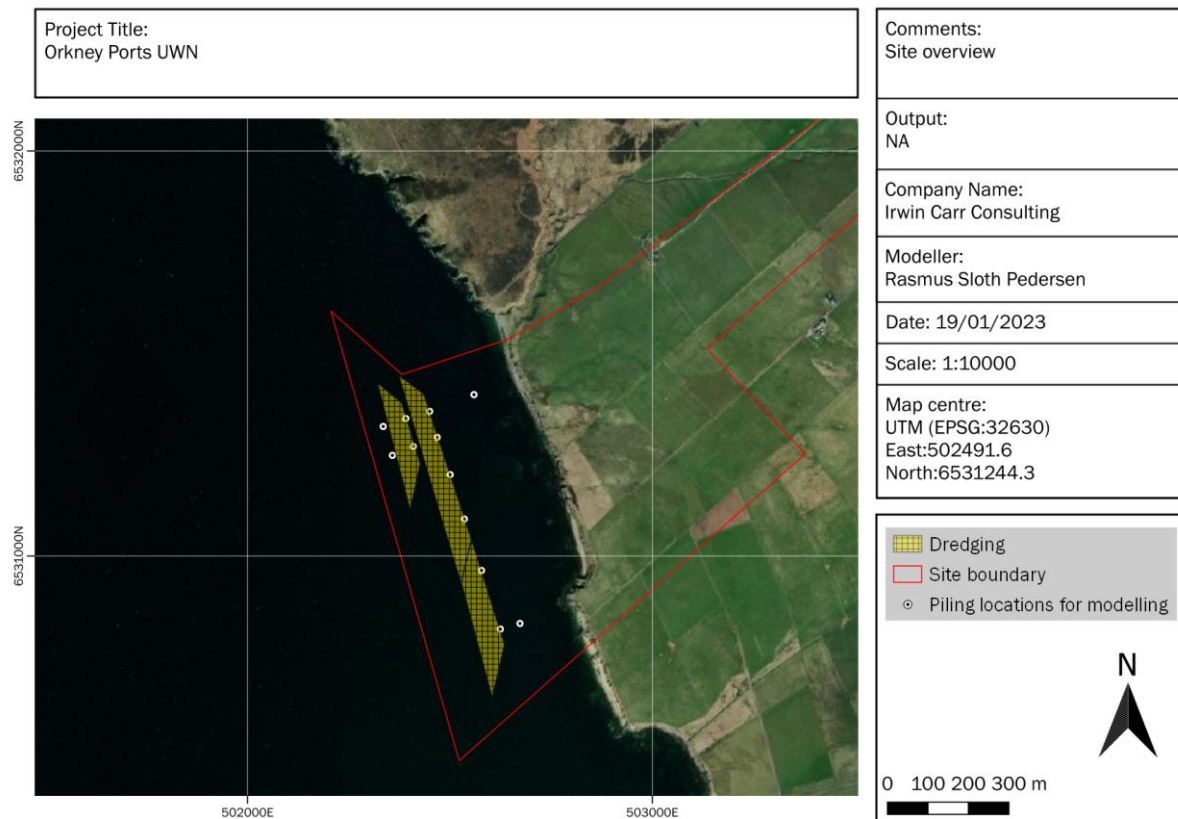 Project Title:
Orkney Ports UWN
Comments:
Site overview
Output:
NA
Company Name:
Irwin Carr Consulting
Modeller:
Rasmus Sloth Pedersen
Date: 19/01/2023
Scale: 1:10000
Map centre:
UTM (EPSG:32630)
East:502491.6
North:6531244.3
Dredging
Site boundary
Piling locations for modelling
N
0 100 200 300 m
6532000N
6531000N
502000E
503000E